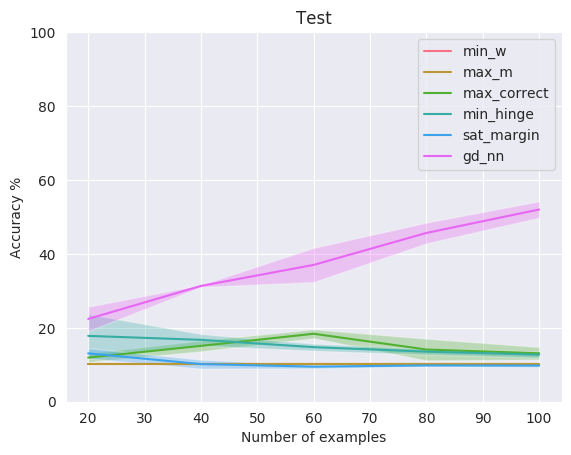 Test
100
80
60
40
20
0
Accuracy %
min_w
max_m
max_correct
min_hinge
sat_margin
gd_nn
20 30 40 50 60 70 80 90 100
Number of examples